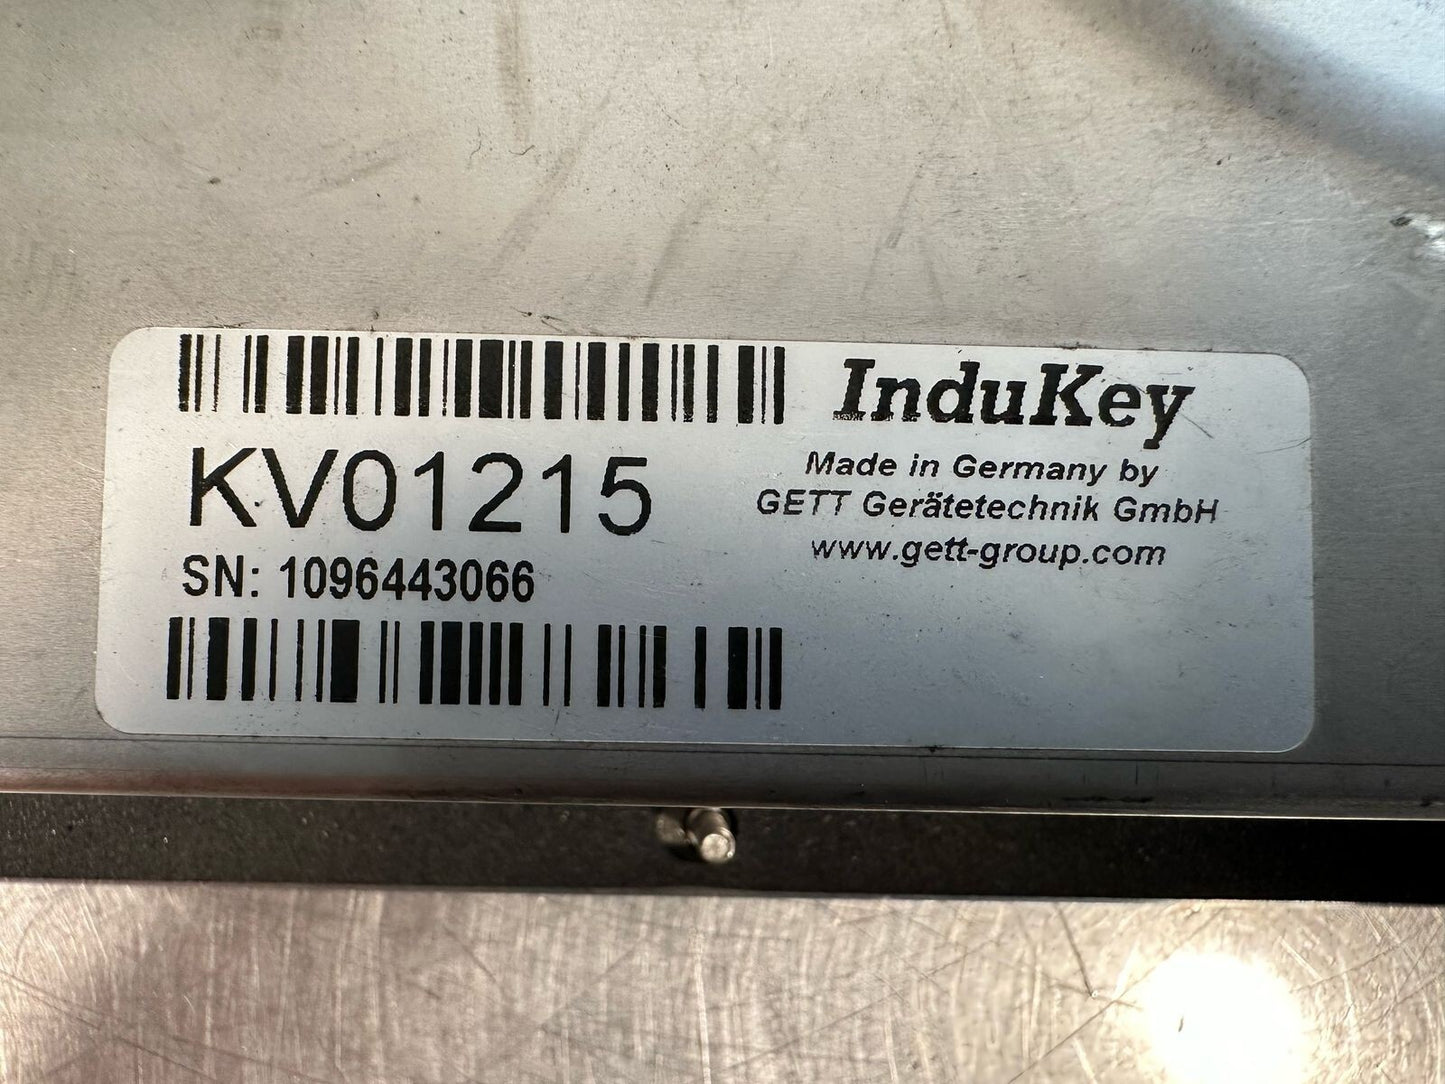 InduKey
KV01215
Made in Germany by
GETT Gerätetechnik GmbH
SN: 1096443066
www.gett-group.com